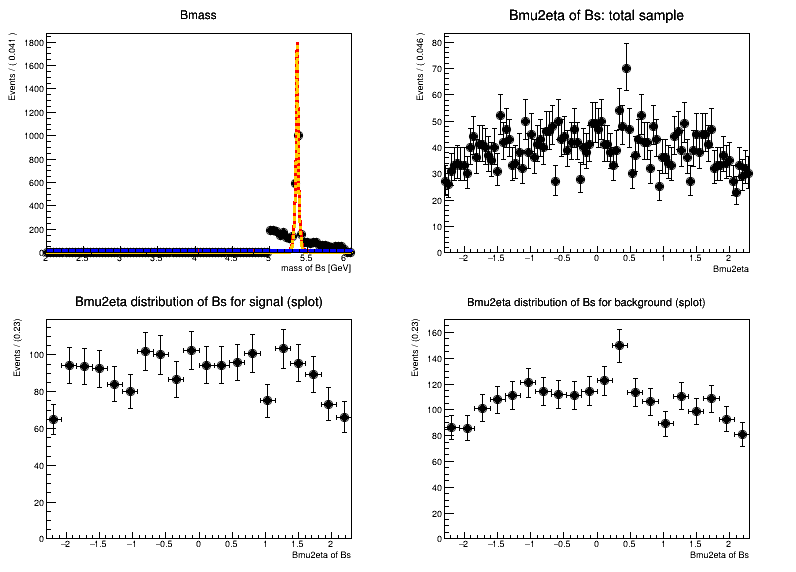 Bmass
Events / ( 0.041 )
1800
1600
1400
1200
1000
800
600
400
200
0
2 2.5 3 3.5 4 4.5 5 5.5 6
mass of Bs [GeV]
Bmu2eta of Bs: total sample
Events / ( 0.046 )
80
70
60
50
40
30
20
10
0
−2 −1.5 −1 −0.5 0 0.5 1 1.5 2
Bmu2eta
Bmu2eta distribution of Bs for signal (splot)
Events / (0.23)
100
80
60
40
20
0
−2 −1.5 −1 −0.5 0 0.5 1 1.5 2
Bmu2eta of Bs
Bmu2eta distribution of Bs for background (splot)
Events / (0.23)
160
140
120
100
80
60
40
20
0
−2 −1.5 −1 −0.5 0 0.5 1 1.5 2
Bmu2eta of Bs